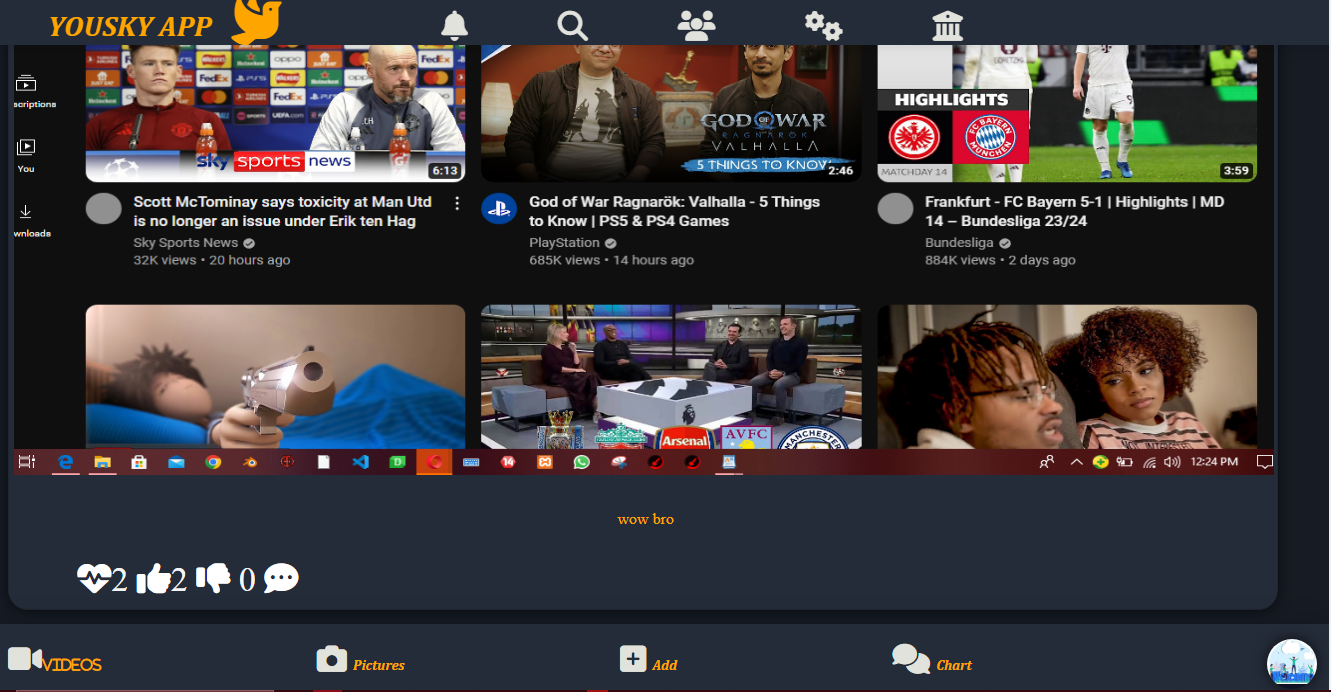 YOUSKY APP
scriptions
You
wnloads
sky sports news
6:13
GOD OF WAR
RAGNARÖK
VALHALLA
5 THINGS TO KNOW
2:46
HIGHLIGHTS
FC BAYERN
MÜNCHEN
MATCHDAY 14
3:59
Scott McTominay says toxicity at Man Utd
is no longer an issue under Erik ten Hag
Sky Sports News
32K views • 20 hours ago
God of War Ragnarök: Valhalla - 5 Things
to Know | PS5 & PS4 Games
PlayStation
685K views • 14 hours ago
Frankfurt - FC Bayern 5-1 | Highlights | MD
14 – Bundesliga 23/24
Bundesliga
884K views • 2 days ago
Arsenal
AVFC
MANCHESTER
12:24 PM
wow bro
2 2 0
VIDEOS
Pictures
Add
Chart